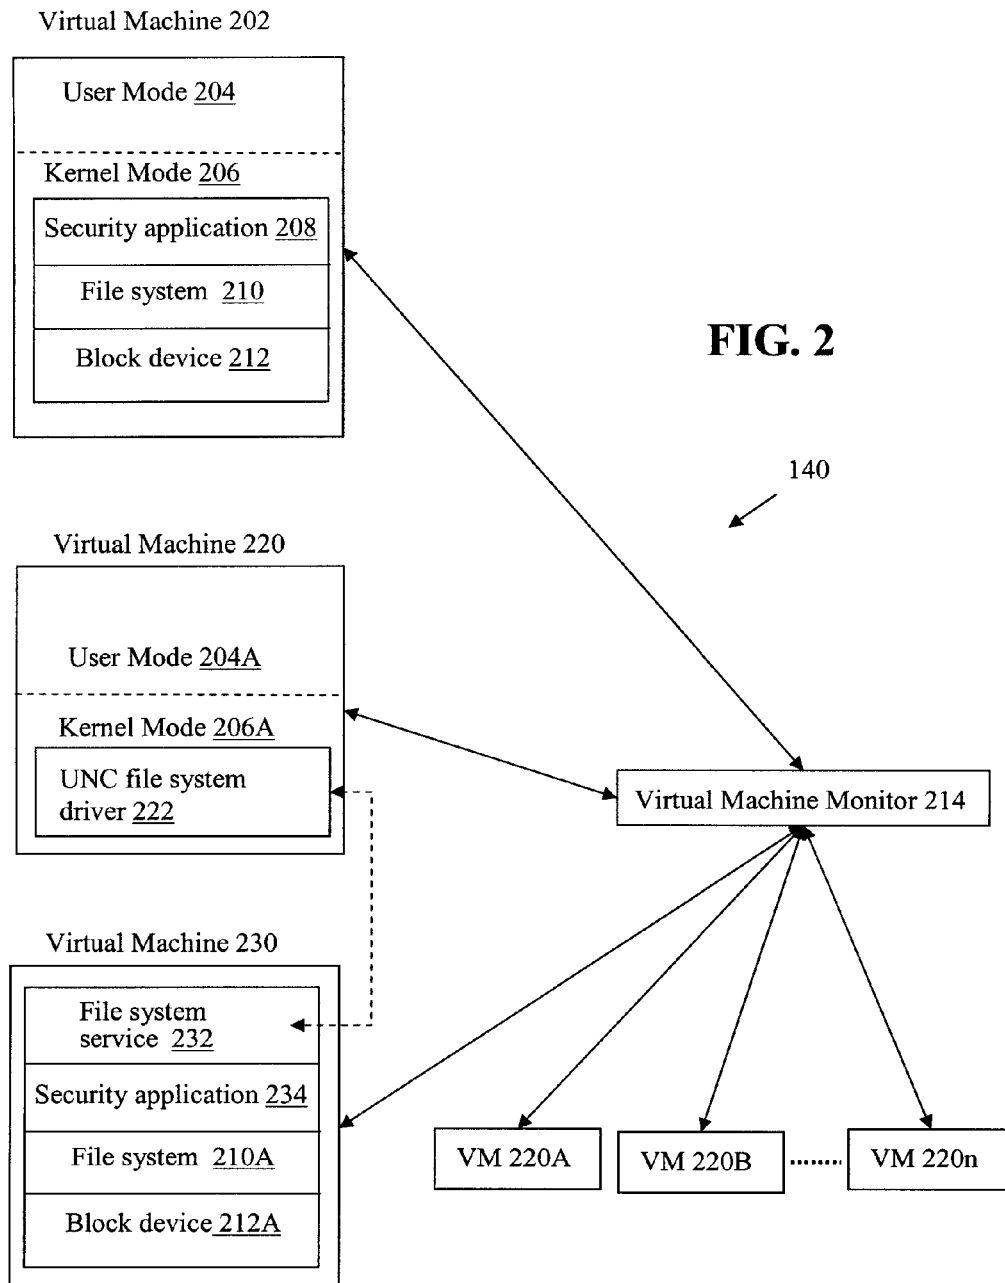 Virtual Machine 202
User Mode 204
Kernel Mode 206
Security application 208
File system 210
Block device 212
FIG. 2
140
Virtual Machine 220
User Mode 204A
Kernel Mode 206A
UNC file system
driver 222
Virtual Machine Monitor 214
Virtual Machine 230
File system
service 232
Security application 234
File system 210A
Block device 212A
VM 220A
VM 220B
VM 220n